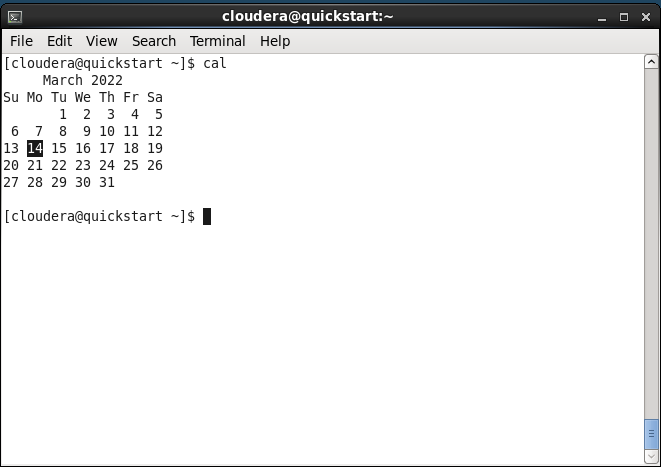 cloudera@quickstart:~
File Edit View Search Terminal Help
[cloudera@quickstart ~]$ cal
     March 2022
Su Mo Tu We Th Fr Sa
       1  2  3  4  5
 6  7  8  9 10 11 12
13 14 15 16 17 18 19
20 21 22 23 24 25 26
27 28 29 30 31
[cloudera@quickstart ~]$